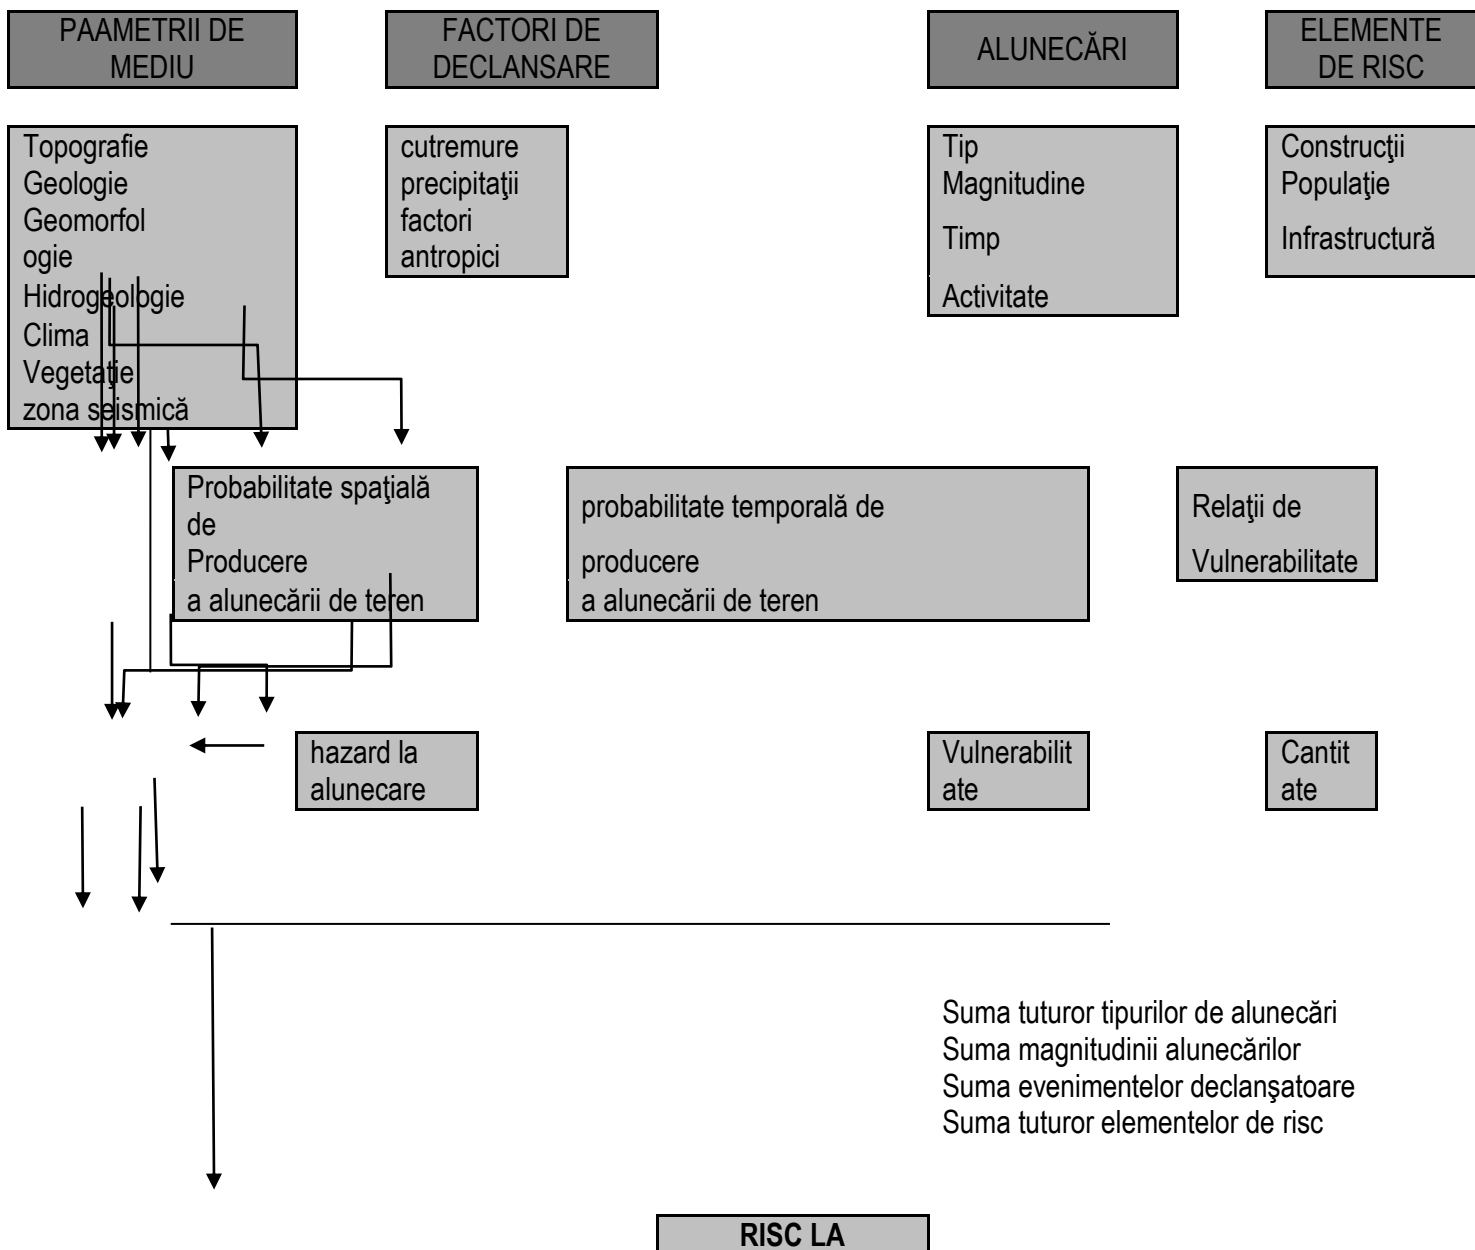 PAAMETRII DE
MEDIU
FACTORI DE
DECLANSARE
ALUNECĂRI
ELEMENTE
DE RISC
Topografie
Geologie
Geomorfol
ogie
Hidrogeologie
Clima
Vegetaţie
zona seismică
cutremure
precipitaţii
factori
antropici
Tip
Magnitudine
Timp
Activitate
Construcţii
Populaţie
Infrastructură
Probabilitate spaţială
de
Producere
a alunecării de teren
probabilitate temporală de
producere
a alunecării de teren
Relaţii de
Vulnerabilitate
hazard la
alunecare
Vulnerabilit
ate
Cantit
ate
Suma tuturor tipurilor de alunecări
Suma magnitudinii alunecărilor
Suma evenimentelor declanşatoare
Suma tuturor elementelor de risc
RISC LA